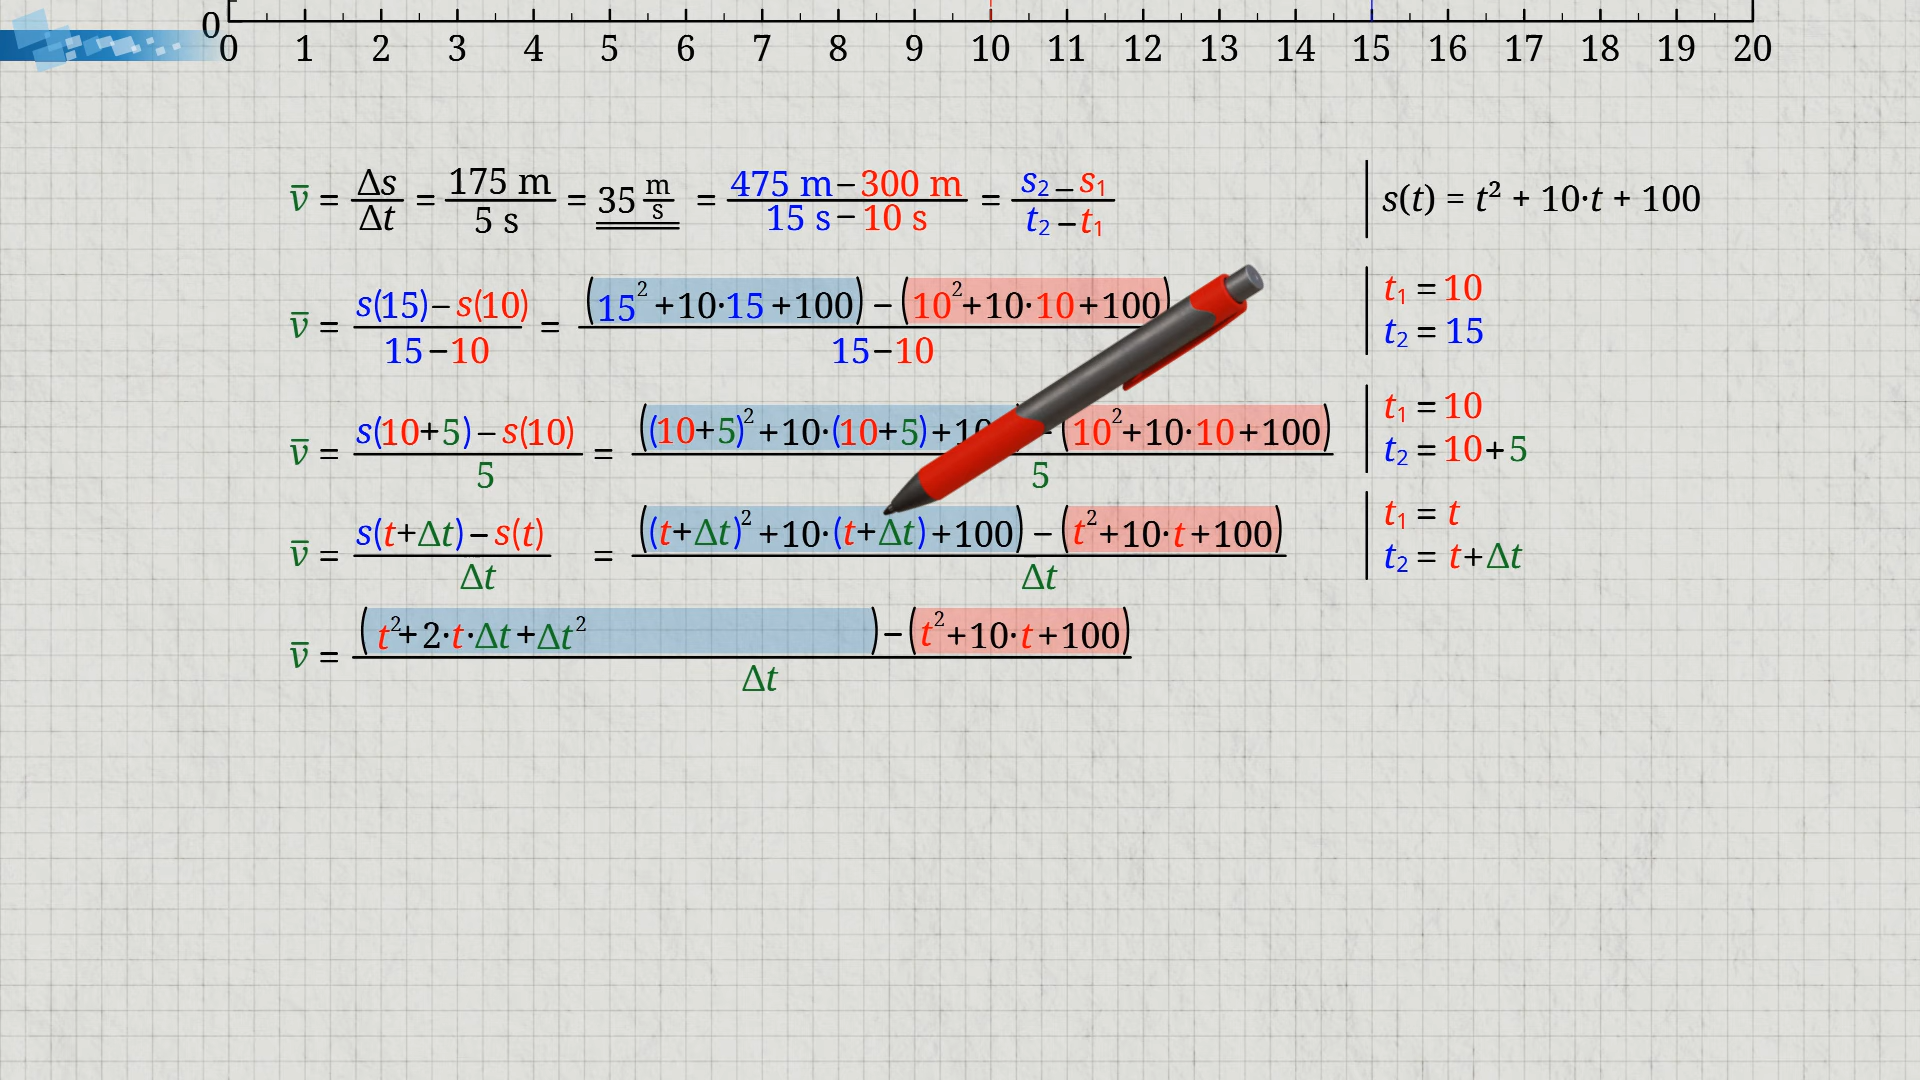 0
0 1 2 3 4 5 6 7 8 9 10 11 12 13 14 15 16 17 18 19 20
v̅ = Δs/Δt = 175 m/5 s = 35 m/s = 475 m−300 m/15 s−10 s = s₂−s₁/t₂−t₁ | s(t) = t² + 10·t + 100
v̅ = s(15)−s(10)/15−10 = (15²+10·15+100)−(10²+10·10+100)/15−10 | t₁ = 10
t₂ = 15
v̅ = s(10+5)−s(10)/5 = ((10+5)²+10·(10+5)+10 −(10²+10·10+100)/5 | t₁ = 10
t₂ = 10+5
v̅ = s(t+Δt)−s(t)/Δt = ((t+Δt)²+10·(t+Δt)+100)−(t²+10·t+100)/Δt | t₁ = t
t₂ = t+Δt
v̅ = (t²+2·t·Δt+Δt² )−(t²+10·t+100)/Δt